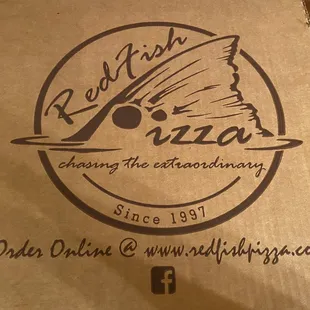 RedFish
Pizza
chasing the extraordinary
Since 1997
Order Online @ www.redfishpizza.co